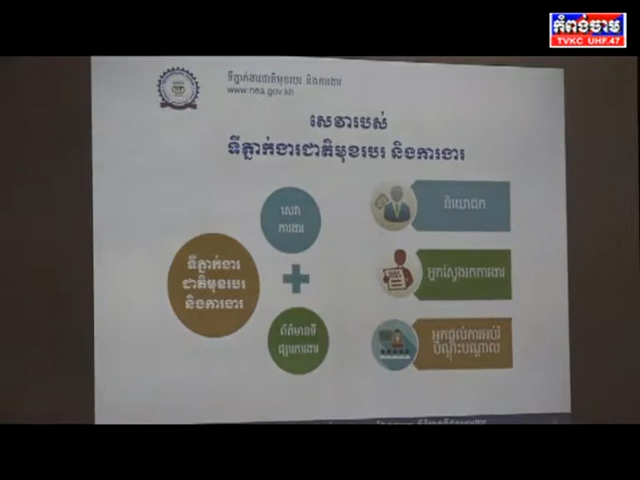 កំពង់ចាម
TVKC UHF.47
ទីភ្នាក់ងារជាតិមុខរបរ និងការងារ
www.nea.gov.kh
សេវារបស់
ទីភ្នាក់ងារជាតិមុខរបរ និងការងារ
ទីភ្នាក់ងារ
ជាតិមុខរបរ
និងការងារ
សេវា
ការងារ
ព័ត៌មានទី
ផ្សារការងារ
និយោជក
អ្នកស្វែងរកការងារ
អ្នកផ្តល់ការអប់រំ
បណ្តុះបណ្តាល